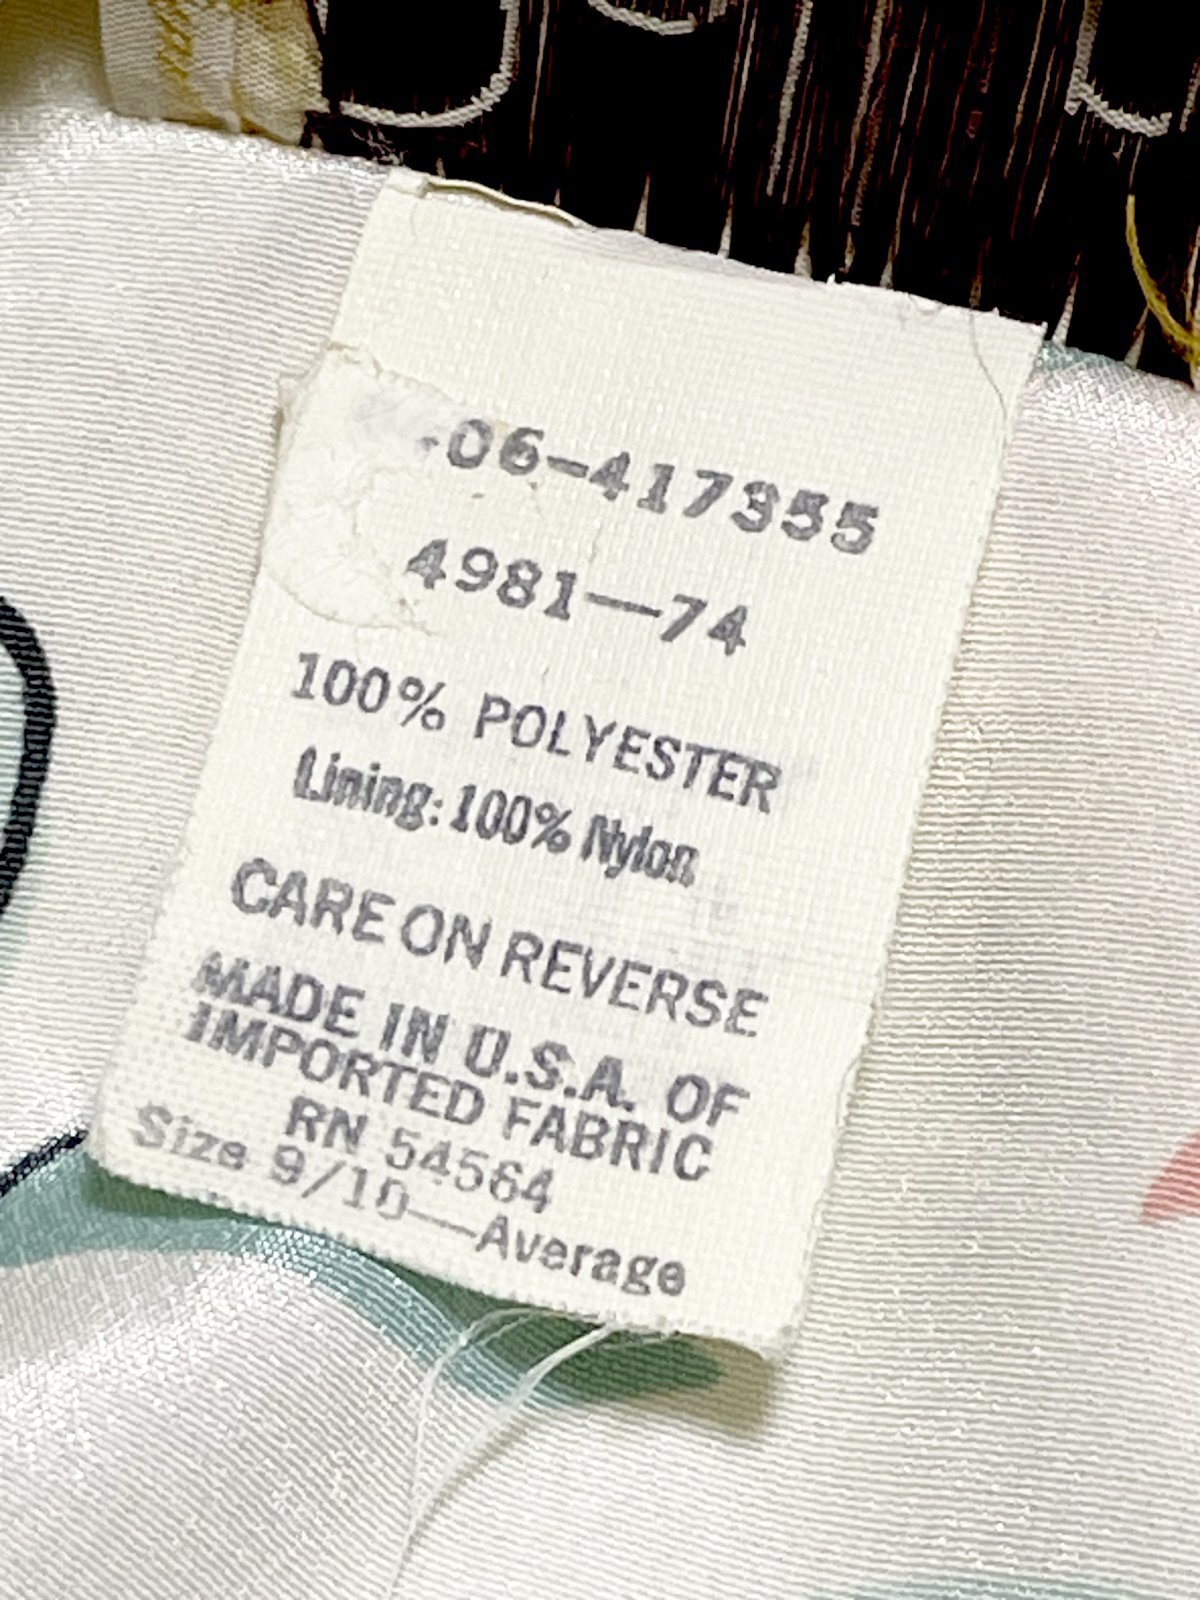 -06-417355
4981—74
100% POLYESTER
Lining: 100% Nylon
CARE ON REVERSE
MADE IN U.S.A. OF
IMPORTED FABRIC
RN 54564
Size 9/10—Average